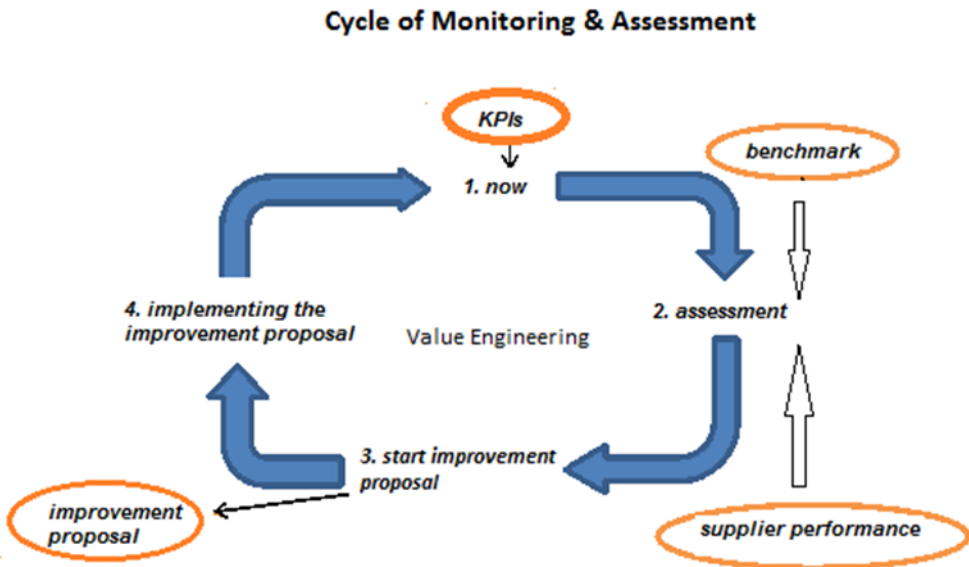 Cycle of Monitoring & Assessment
KPIs
benchmark
1. now
4. implementing the
improvement proposal
2. assessment
Value Engineering
3. start improvement
proposal
improvement
proposal
supplier performance